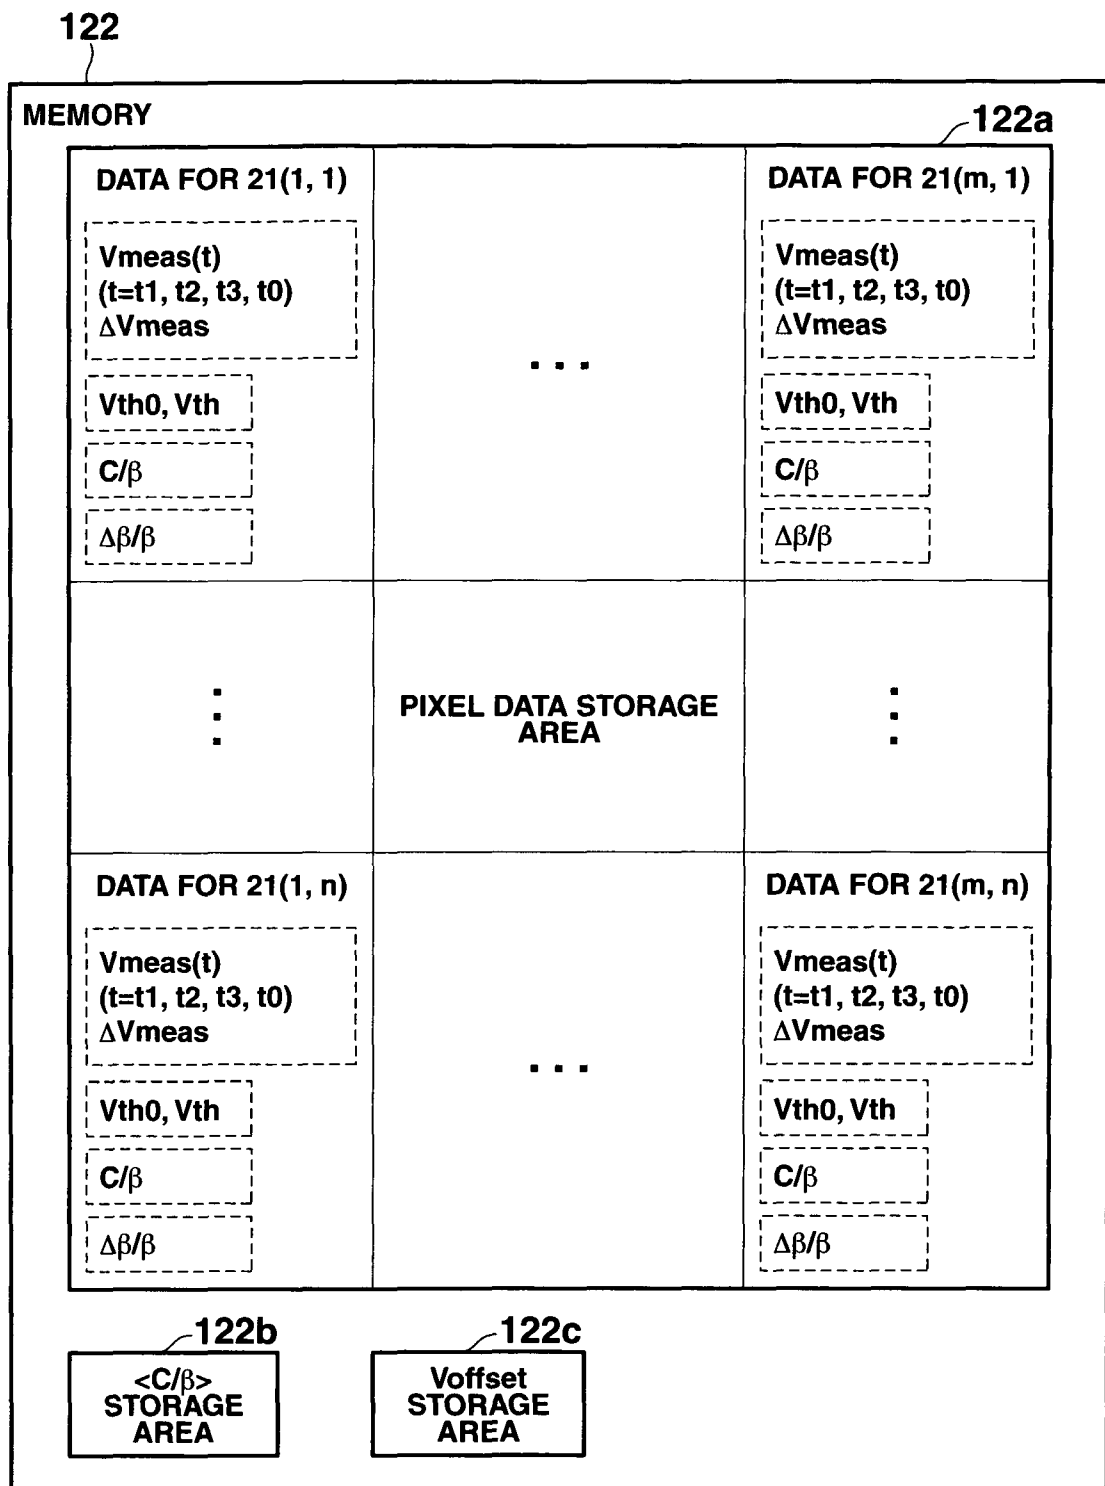 122
MEMORY
122a
DATA FOR 21(1, 1)
Vmeas(t)
(t=t1, t2, t3, t0)
ΔVmeas
Vth0, Vth
C/β
Δβ/β
. . .
DATA FOR 21(m, 1)
Vmeas(t)
(t=t1, t2, t3, t0)
ΔVmeas
Vth0, Vth
C/β
Δβ/β
PIXEL DATA STORAGE
AREA
DATA FOR 21(1, n)
Vmeas(t)
(t=t1, t2, t3, t0)
ΔVmeas
Vth0, Vth
C/β
Δβ/β
. . .
DATA FOR 21(m, n)
Vmeas(t)
(t=t1, t2, t3, t0)
ΔVmeas
Vth0, Vth
C/β
Δβ/β
122b
<C/β>
STORAGE
AREA
122c
Voffset
STORAGE
AREA